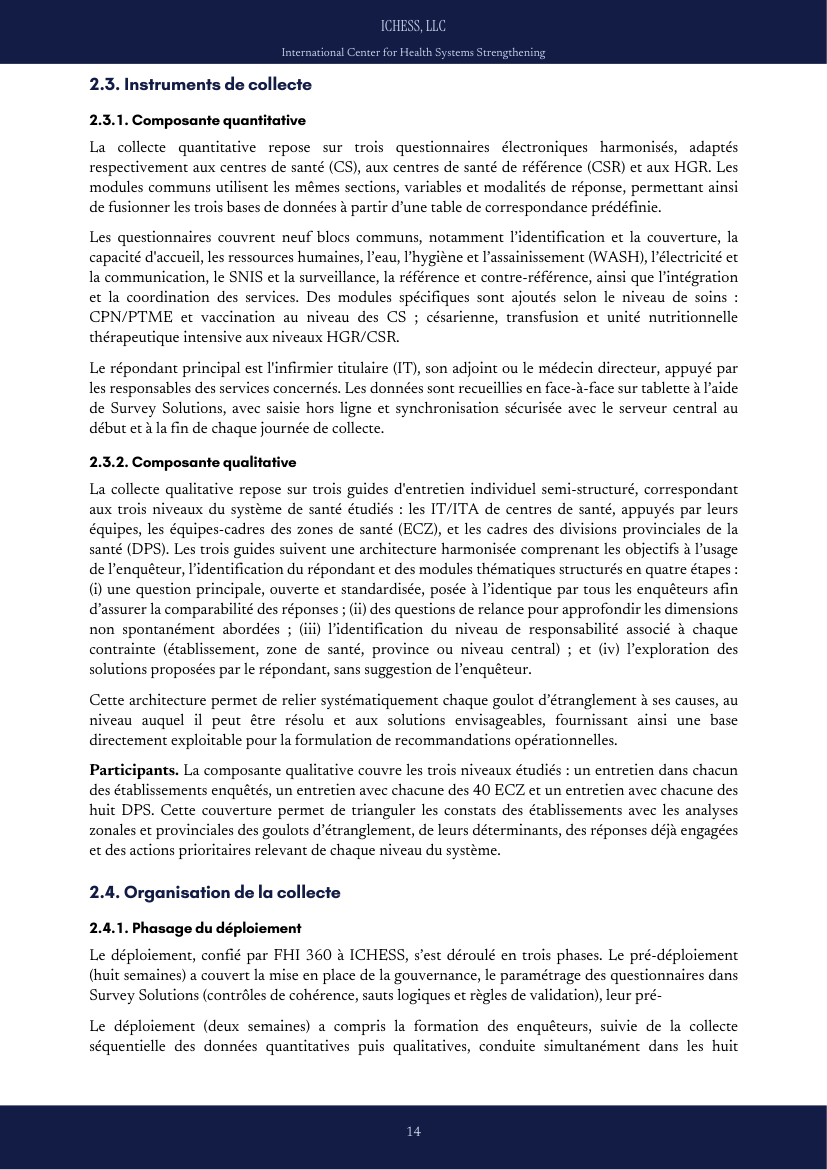 ICHESS, LLC
International Center for Health Systems Strengthening
2.3. Instruments de collecte
2.3.1. Composante quantitative
La collecte quantitative repose sur trois questionnaires électroniques harmonisés, adaptés
respectivement aux centres de santé (CS), aux centres de santé de référence (CSR) et aux HGR. Les
modules communs utilisent les mêmes sections, variables et modalités de réponse, permettant ainsi
de fusionner les trois bases de données à partir d’une table de correspondance prédéfinie.
Les questionnaires couvrent neuf blocs communs, notamment l’identification et la couverture, la
capacité d'accueil, les ressources humaines, l’eau, l’hygiène et l’assainissement (WASH), l’électricité et
la communication, le SNIS et la surveillance, la référence et contre-référence, ainsi que l’intégration
et la coordination des services. Des modules spécifiques sont ajoutés selon le niveau de soins :
CPN/PTME et vaccination au niveau des CS ; césarienne, transfusion et unité nutritionnelle
thérapeutique intensive aux niveaux HGR/CSR.
Le répondant principal est l'infirmier titulaire (IT), son adjoint ou le médecin directeur, appuyé par
les responsables des services concernés. Les données sont recueillies en face-à-face sur tablette à l’aide
de Survey Solutions, avec saisie hors ligne et synchronisation sécurisée avec le serveur central au
début et à la fin de chaque journée de collecte.
2.3.2. Composante qualitative
La collecte qualitative repose sur trois guides d'entretien individuel semi-structuré, correspondant
aux trois niveaux du système de santé étudiés : les IT/ITA de centres de santé, appuyés par leurs
équipes, les équipes-cadres des zones de santé (ECZ), et les cadres des divisions provinciales de la
santé (DPS). Les trois guides suivent une architecture harmonisée comprenant les objectifs à l’usage
de l’enquêteur, l’identification du répondant et des modules thématiques structurés en quatre étapes :
(i) une question principale, ouverte et standardisée, posée à l’identique par tous les enquêteurs afin
d’assurer la comparabilité des réponses ; (ii) des questions de relance pour approfondir les dimensions
non spontanément abordées ; (iii) l’identification du niveau de responsabilité associé à chaque
contrainte (établissement, zone de santé, province ou niveau central) ; et (iv) l’exploration des
solutions proposées par le répondant, sans suggestion de l’enquêteur.
Cette architecture permet de relier systématiquement chaque goulot d’étranglement à ses causes, au
niveau auquel il peut être résolu et aux solutions envisageables, fournissant ainsi une base
directement exploitable pour la formulation de recommandations opérationnelles.
Participants. La composante qualitative couvre les trois niveaux étudiés : un entretien dans chacun
des établissements enquêtés, un entretien avec chacune des 40 ECZ et un entretien avec chacune des
huit DPS. Cette couverture permet de trianguler les constats des établissements avec les analyses
zonales et provinciales des goulots d’étranglement, de leurs déterminants, des réponses déjà engagées
et des actions prioritaires relevant de chaque niveau du système.
2.4. Organisation de la collecte
2.4.1. Phasage du déploiement
Le déploiement, confié par FHI 360 à ICHESS, s’est déroulé en trois phases. Le pré-déploiement
(huit semaines) a couvert la mise en place de la gouvernance, le paramétrage des questionnaires dans
Survey Solutions (contrôles de cohérence, sauts logiques et règles de validation), leur pré-
Le déploiement (deux semaines) a compris la formation des enquêteurs, suivie de la collecte
séquentielle des données quantitatives puis qualitatives, conduite simultanément dans les huit
14